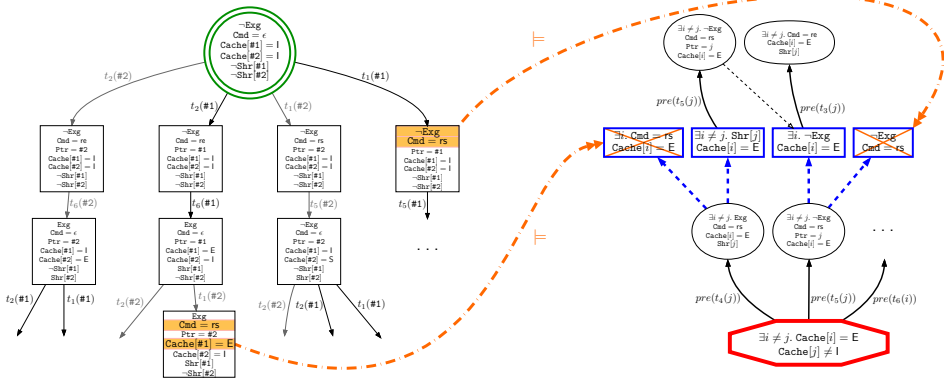 ¬Exg
Cmd = ϵ
Cache[#1] = I
Cache[#2] = I
¬Shr[#1]
¬Shr[#2]
t₂(#2)
t₂(#1)
t₁(#2)
t₁(#1)
¬Exg
Cmd = re
Ptr = #2
Cache[#1] = I
Cache[#2] = I
¬Shr[#1]
¬Shr[#2]
¬Exg
Cmd = re
Ptr = #1
Cache[#1] = I
Cache[#2] = I
¬Shr[#1]
¬Shr[#2]
¬Exg
Cmd = rs
Ptr = #2
Cache[#1] = I
Cache[#2] = I
¬Shr[#1]
¬Shr[#2]
¬Exg
Cmd = rs
Ptr = #1
Cache[#1] = I
Cache[#2] = I
¬Shr[#1]
¬Shr[#2]
t₆(#2)
t₆(#1)
t₅(#2)
t₅(#1)
Exg
Cmd = ϵ
Ptr = #2
Cache[#1] = I
Cache[#2] = E
¬Shr[#1]
Shr[#2]
Exg
Cmd = ϵ
Ptr = #1
Cache[#1] = E
Cache[#2] = I
Shr[#1]
¬Shr[#2]
¬Exg
Cmd = ϵ
Ptr = #2
Cache[#1] = I
Cache[#2] = S
¬Shr[#1]
Shr[#2]
. . .
t₂(#1)
t₁(#1)
t₂(#2)
t₁(#2)
t₂(#2)
t₂(#1)
t₁(#1)
Exg
Cmd = rs
Ptr = #2
Cache[#1] = E
Cache[#2] = I
Shr[#1]
¬Shr[#2]
⊨
⊨
∃i ≠ j. ¬Exg
Cmd = rs
Ptr = j
Cache[i] = E
∃i ≠ j. Cmd = re
Cache[i] = E
Shr[j]
pre(t₅(j))
pre(t₃(j))
∃i. Cmd = rs
Cache[i] = E
∃i ≠ j. Shr[j]
Cache[i] = E
∃i. ¬Exg
Cache[i] = E
¬Exg
Cmd = rs
∃i ≠ j. Exg
Cmd = rs
Cache[i] = E
Shr[j]
∃i ≠ j. ¬Exg
Cmd = rs
Ptr = j
Cache[i] = E
. . .
pre(t₄(j))
pre(t₅(j))
pre(t₆(i))
∃i ≠ j. Cache[i] = E
Cache[j] ≠ I